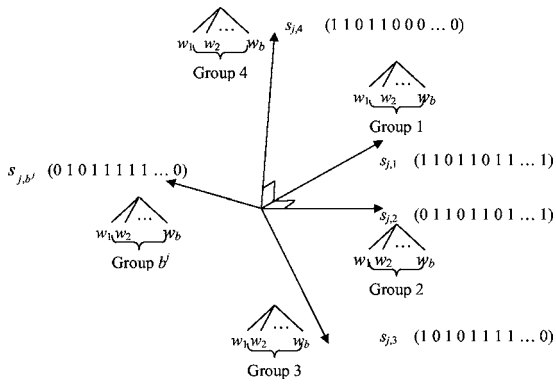 s_{j,4} (1 1 0 1 1 0 0 0 ... 0)
w_1 w_2 ... w_b
Group 4
w_1 w_2 ... w_b
Group 1
s_{j,1} (1 1 0 1 1 0 1 1 ... 1)
s_{j,b^j} (0 1 0 1 1 1 1 1 ... 0)
s_{j,2} (0 1 1 0 1 1 0 1 ... 1)
w_1 w_2 ... w_b
Group b^j
w_1 w_2 ... w_b
Group 2
w_1 w_2 ... w_b
Group 3
s_{j,3} (1 0 1 0 1 1 1 1 ... 0)